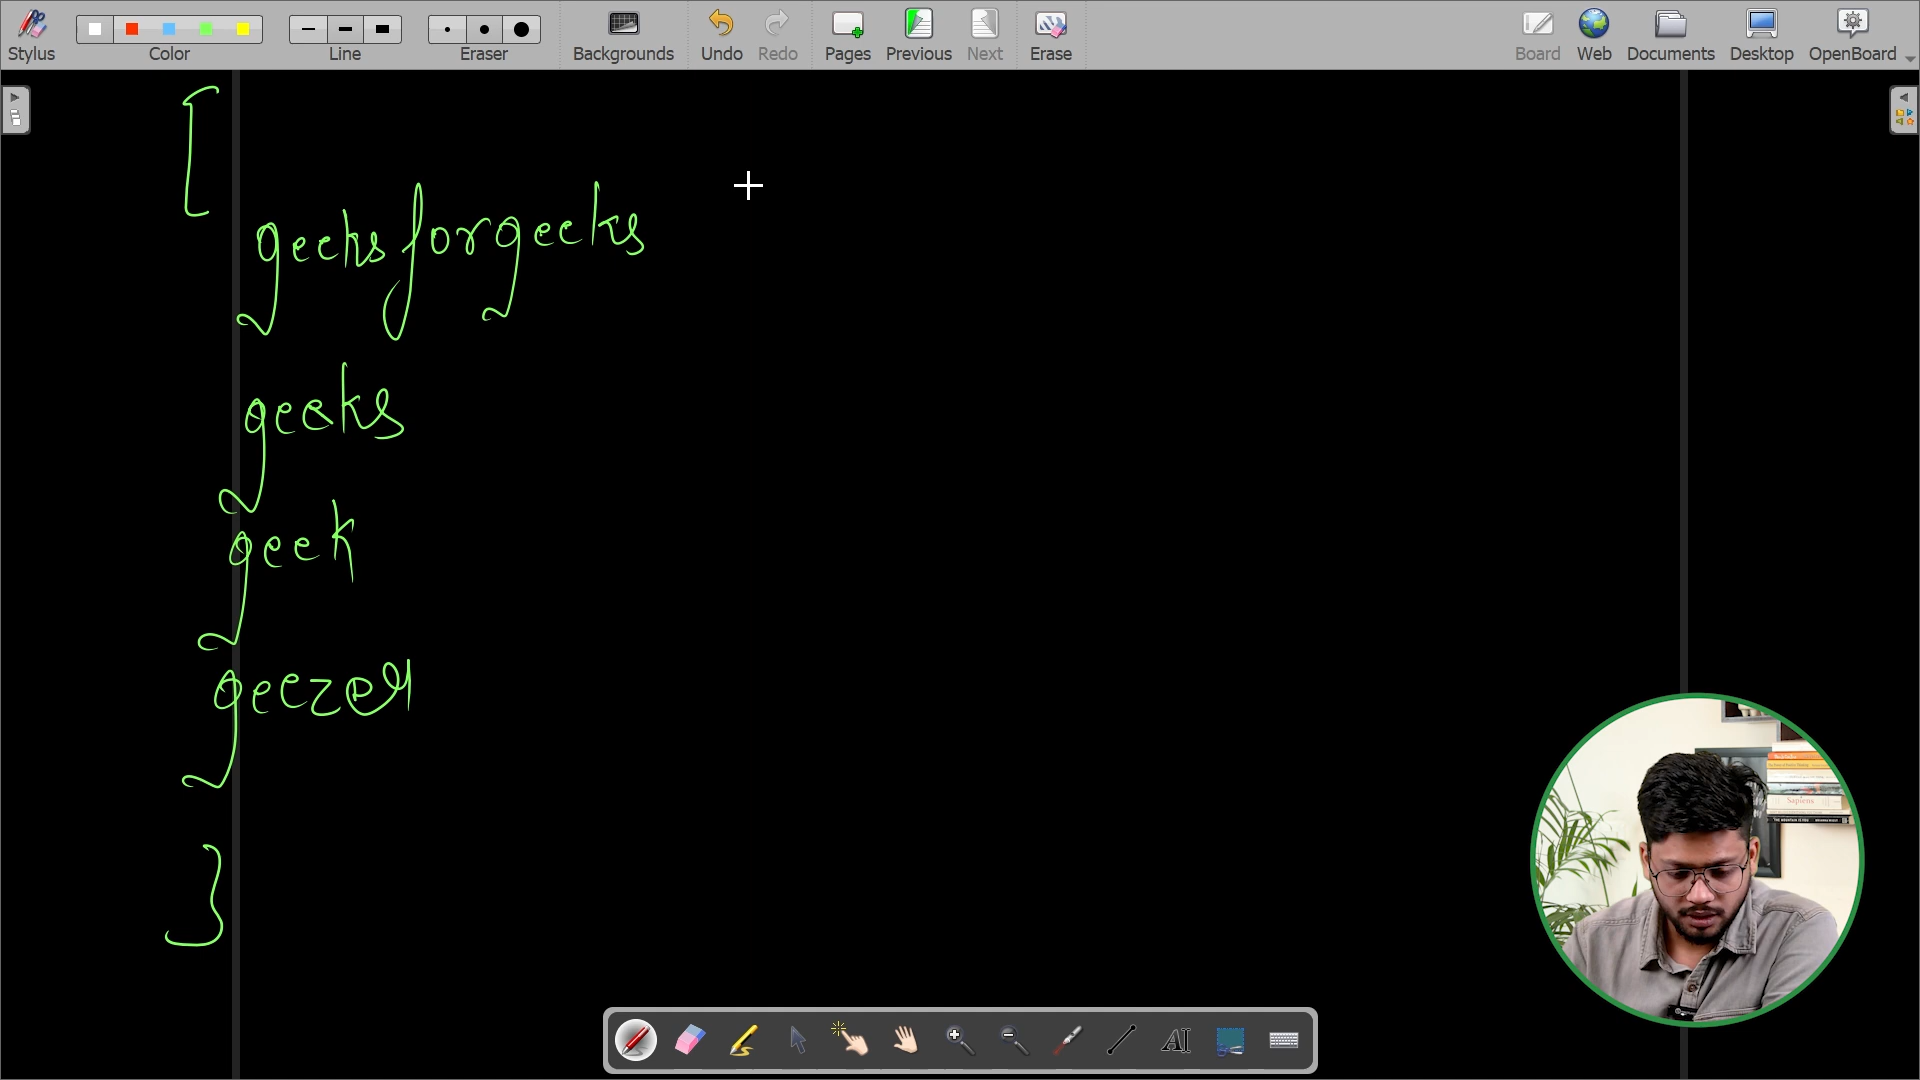 Stylus Color Line Eraser Backgrounds Undo Redo Pages Previous Next Erase Board Web Documents Desktop OpenBoard
[
geeksforgeeks
geeks
geek
geezer
]
Sapiens